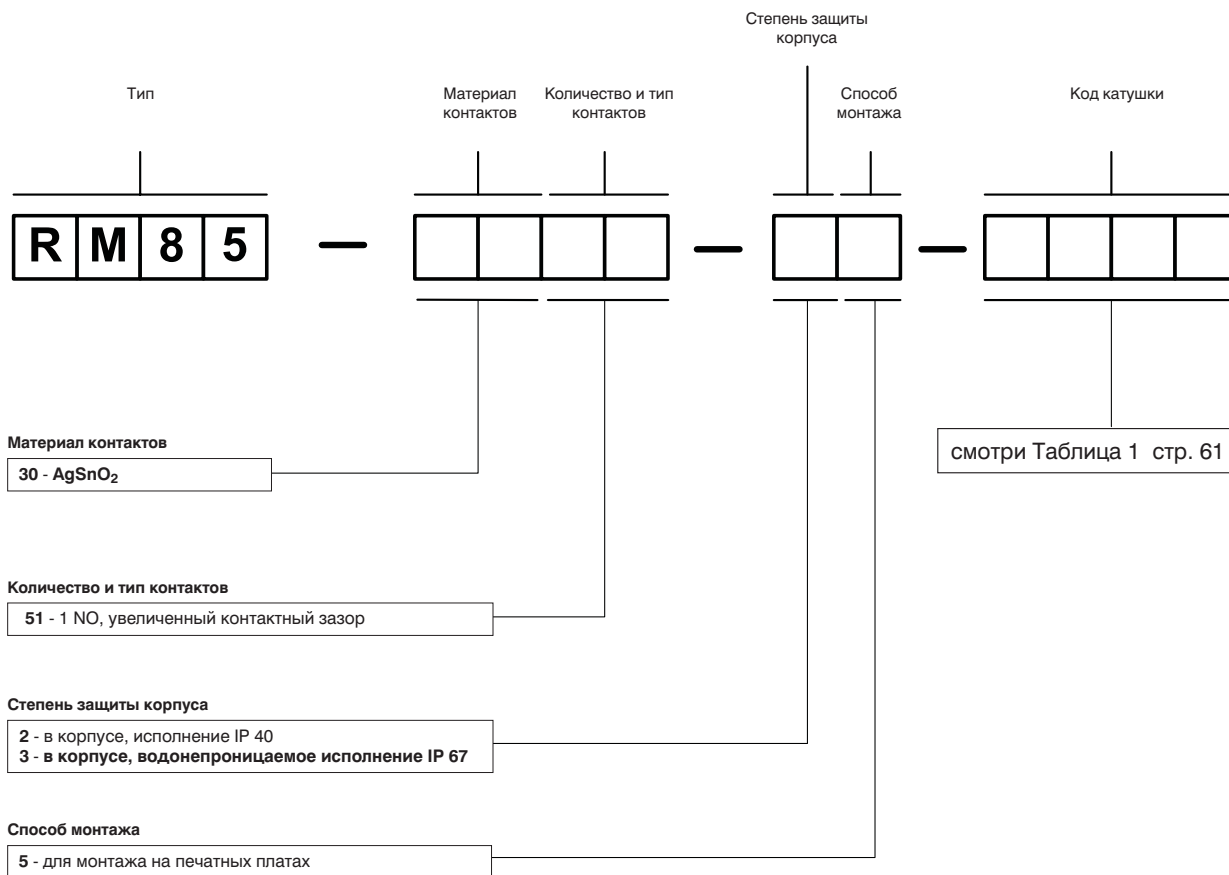 Степень защиты
корпуса
Тип
Материал
контактов
Количество и тип
контактов
Способ
монтажа
Код катушки
R M 8 5 — — —
Материал контактов
30 - AgSnO₂
смотри Таблица 1 стр. 61
Количество и тип контактов
51 - 1 NO, увеличенный контактный зазор
Степень защиты корпуса
2 - в корпусе, исполнение IP 40
3 - в корпусе, водонепроницаемое исполнение IP 67
Способ монтажа
5 - для монтажа на печатных платах